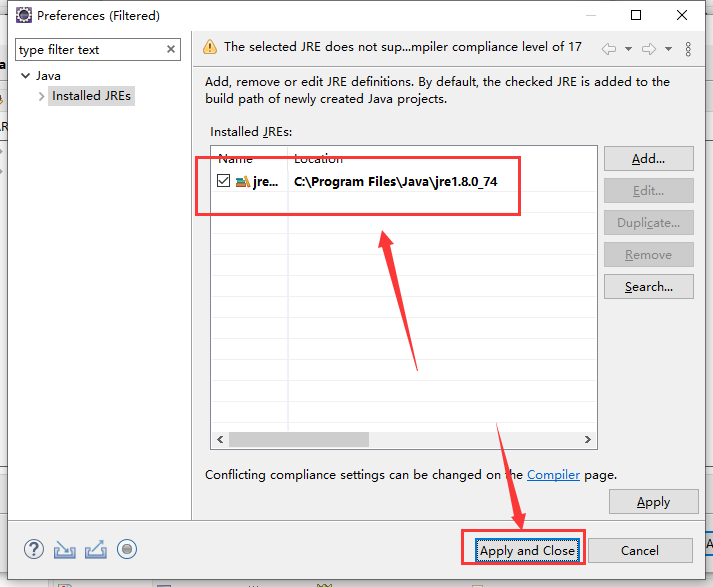 Preferences (Filtered)
type filter text
Java
Installed JREs
The selected JRE does not sup...mpiler compliance level of 17
Add, remove or edit JRE definitions. By default, the checked JRE is added to the
build path of newly created Java projects.
Installed JREs:
Name Location
jre... C:\Program Files\Java\jre1.8.0_74
Add...
Edit...
Duplicate...
Remove
Search...
Conflicting compliance settings can be changed on the Compiler page.
Apply
Apply and Close
Cancel